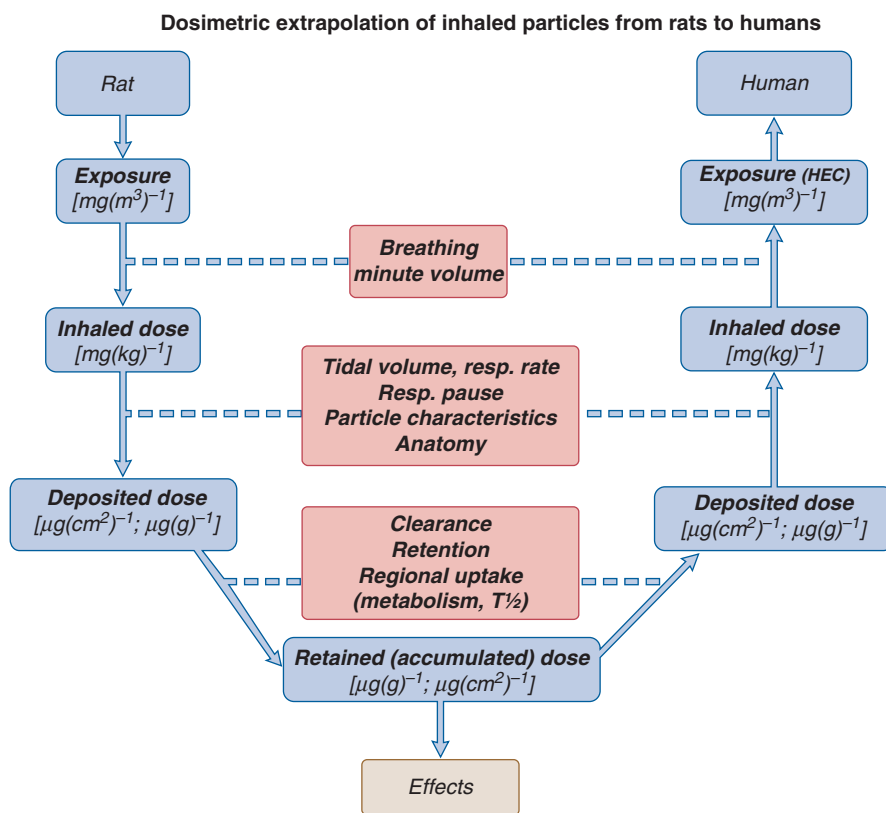 Dosimetric extrapolation of inhaled particles from rats to humans
Rat
Human
Exposure
[mg(m³)⁻¹]
Exposure (HEC)
[mg(m³)⁻¹]
Breathing
minute volume
Inhaled dose
[mg(kg)⁻¹]
Inhaled dose
[mg(kg)⁻¹]
Tidal volume, resp. rate
Resp. pause
Particle characteristics
Anatomy
Deposited dose
[μg(cm²)⁻¹; μg(g)⁻¹]
Deposited dose
[μg(cm²)⁻¹; μg(g)⁻¹]
Clearance
Retention
Regional uptake
(metabolism, T½)
Retained (accumulated) dose
[μg(g)⁻¹; μg(cm²)⁻¹]
Effects